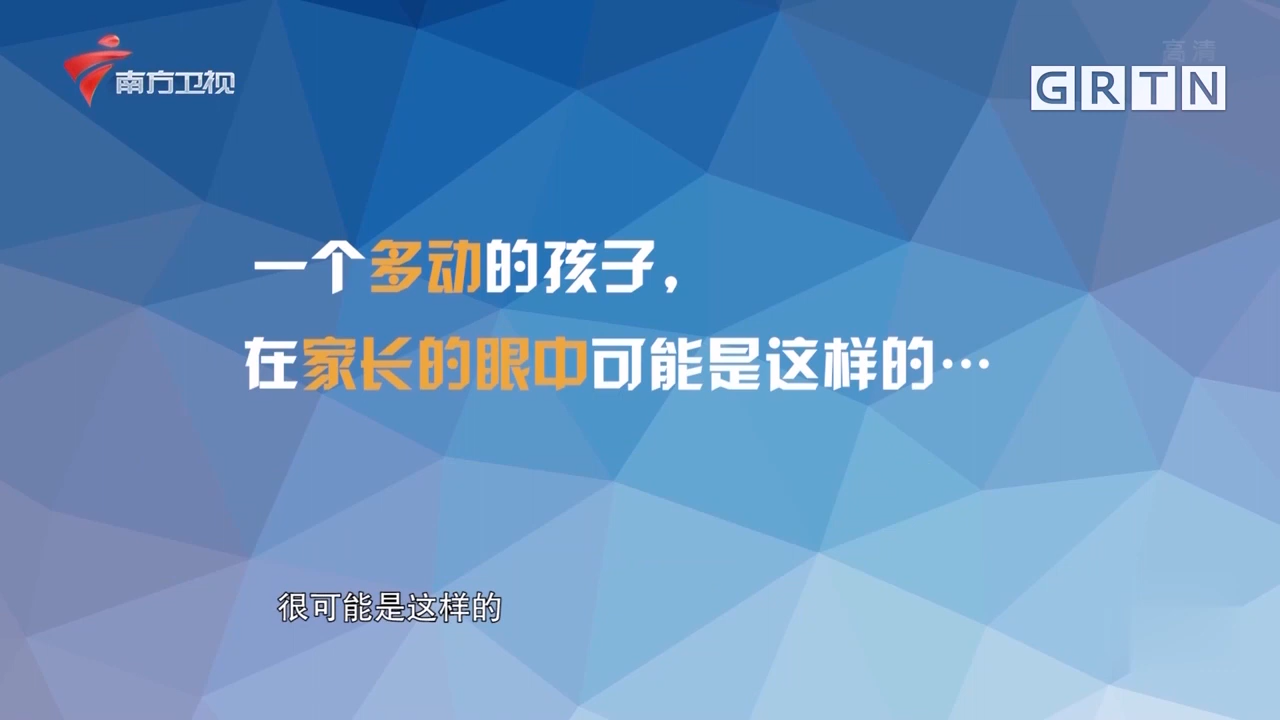 南方卫视
高清
GRTN
一个多动的孩子，
在家长的眼中可能是这样的…
很可能是这样的